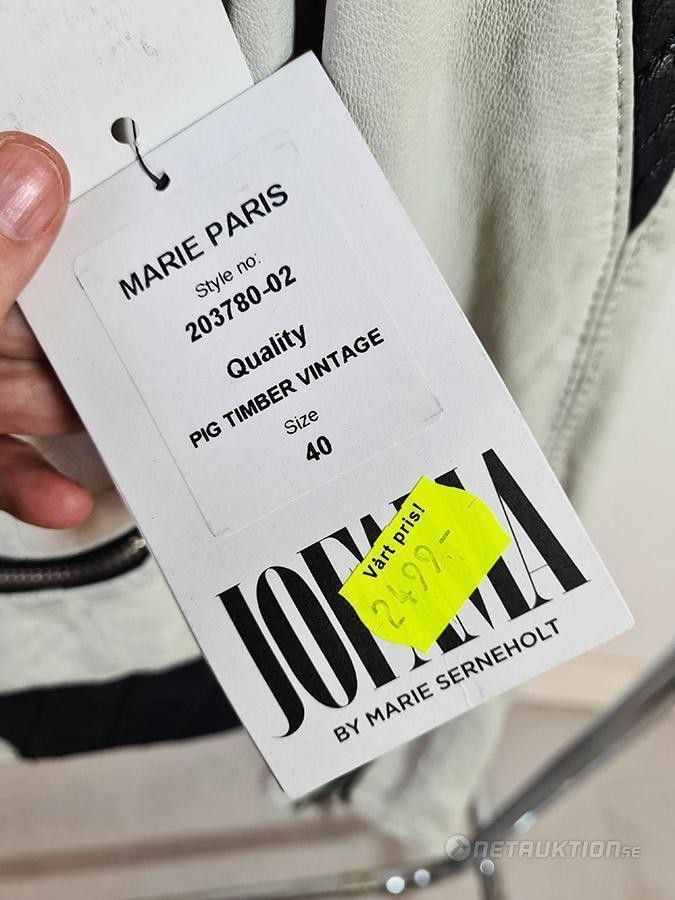 MARIE PARIS
Style no:
203780-02
Quality
PIG TIMBER VINTAGE
Size
40
Vårt pris!
2499.-
JOFAMA
BY MARIE SERNEHOLT
NETAUKTION.SE